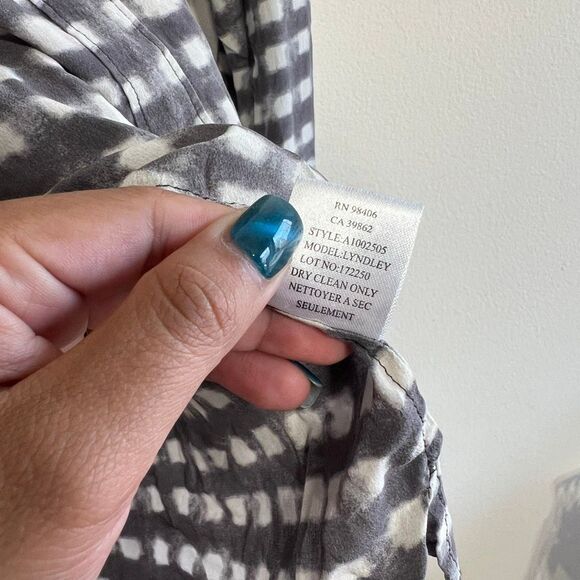 RN 98406
CA 39862
STYLE:A1002505
MODEL:LYNDLEY
LOT NO:172250
DRY CLEAN ONLY
NETTOYER A SEC
SEULEMENT